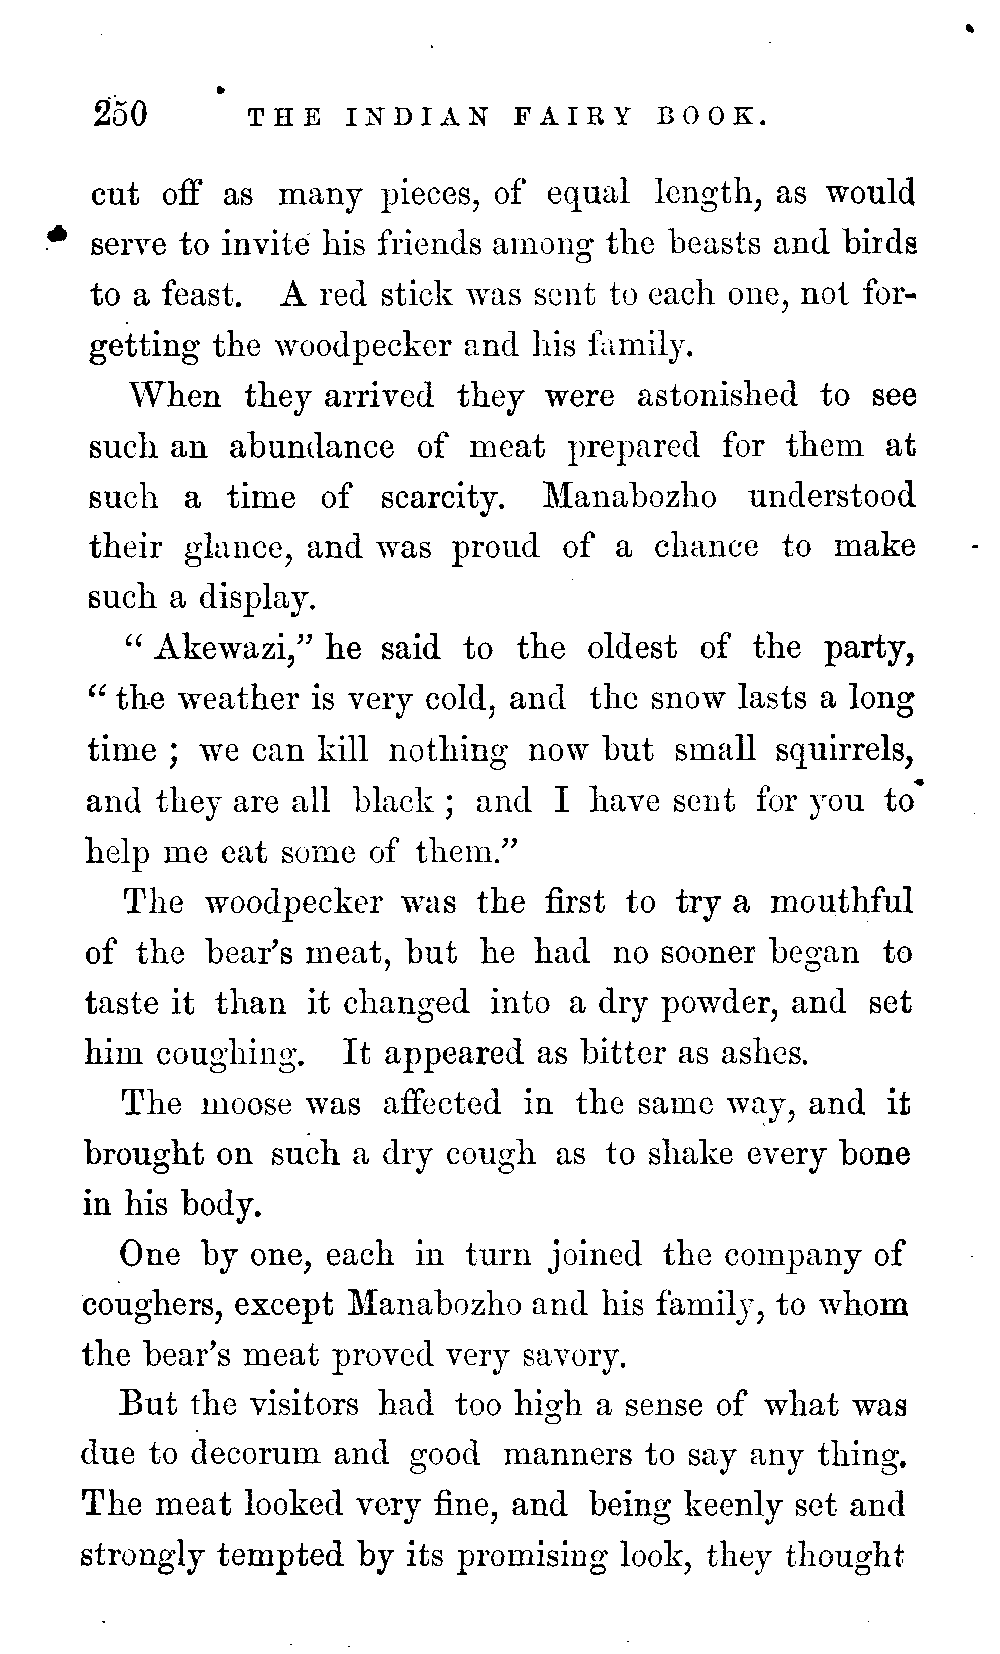 250 THE INDIAN FAIRY BOOK.
cut off as many pieces, of equal length, as would
serve to invite his friends among the beasts and birds
to a feast. A red stick was sent to each one, not for-
getting the woodpecker and his family.
When they arrived they were astonished to see
such an abundance of meat prepared for them at
such a time of scarcity. Manabozho understood
their glance, and was proud of a chance to make
such a display.
“ Akewazi,” he said to the oldest of the party,
“ the weather is very cold, and the snow lasts a long
time ; we can kill nothing now but small squirrels,
and they are all black ; and I have sent for you to
help me eat some of them.”
The woodpecker was the first to try a mouthful
of the bear’s meat, but he had no sooner began to
taste it than it changed into a dry powder, and set
him coughing. It appeared as bitter as ashes.
The moose was affected in the same way, and it
brought on such a dry cough as to shake every bone
in his body.
One by one, each in turn joined the company of
coughers, except Manabozho and his family, to whom
the bear’s meat proved very savory.
But the visitors had too high a sense of what was
due to decorum and good manners to say any thing.
The meat looked very fine, and being keenly set and
strongly tempted by its promising look, they thought